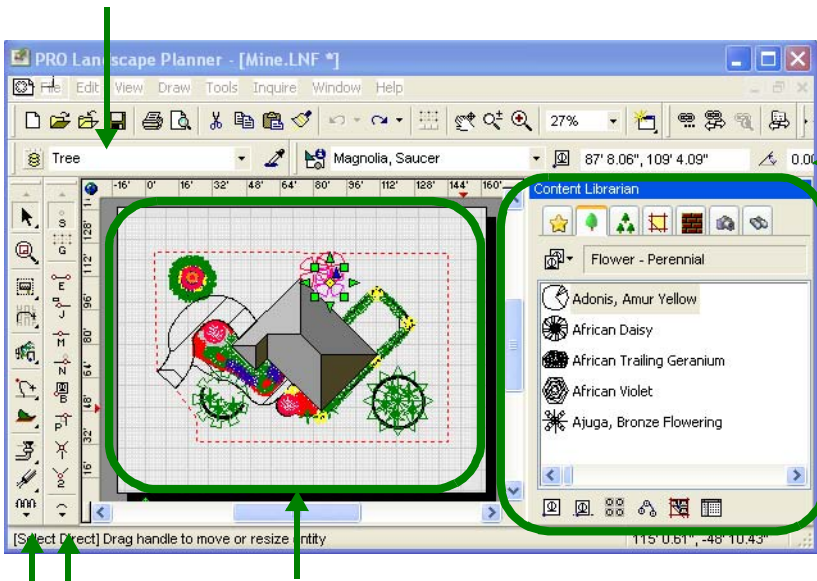 PRO Landscape Planner - [Mine.LNF *]
File Edit View Draw Tools Inquire Window Help
27%
Tree Magnolia, Saucer 87' 8.06", 109' 4.09" 0.00
-16' 0' 16' 32' 48' 64' 80' 96' 112' 128' 144' 160'
Content Librarian
S
G
E
J
M
N
B
P
2
128'
112'
96'
80'
64'
48'
32'
16'
Flower - Perennial
Adonis, Amur Yellow
African Daisy
African Trailing Geranium
African Violet
Ajuga, Bronze Flowering
[Select Direct] Drag handle to move or resize entity 115' 0.61", -48' 10.43"